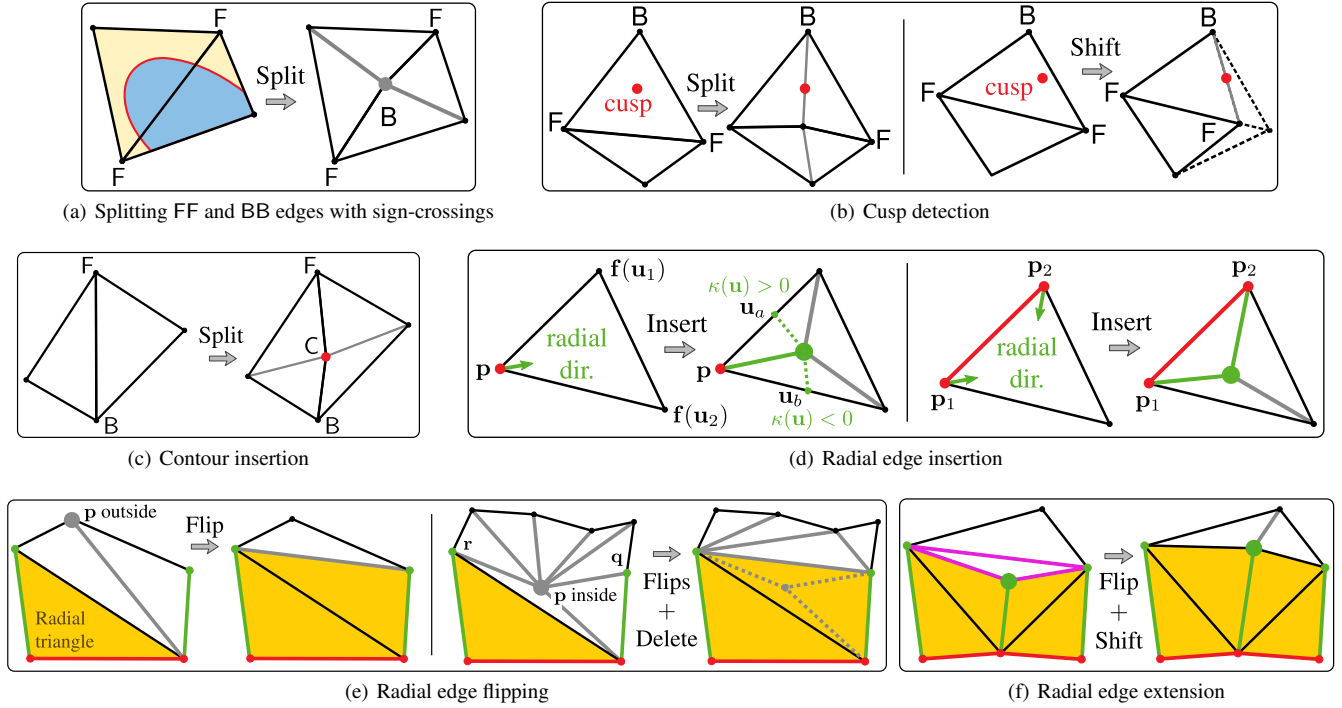 F
F
Split
B
F
F
(a) Splitting FF and BB edges with sign-crossings
B
B
cusp
Split
F
F
F
F
B
B
Shift
cusp
F
F
F
F
(b) Cusp detection
F
F
Split
C
B
B
(c) Contour insertion
f(u₁)
p
radial
dir.
f(u₂)
Insert
κ(u) > 0
uₐ
p
u_b
κ(u) < 0
p₂
p₂
radial
dir.
Insert
p₁
p₁
(d) Radial edge insertion
p outside
Flip
Radial
triangle
r
q
p inside
Flips
+
Delete
(e) Radial edge flipping
Flip
+
Shift
(f) Radial edge extension